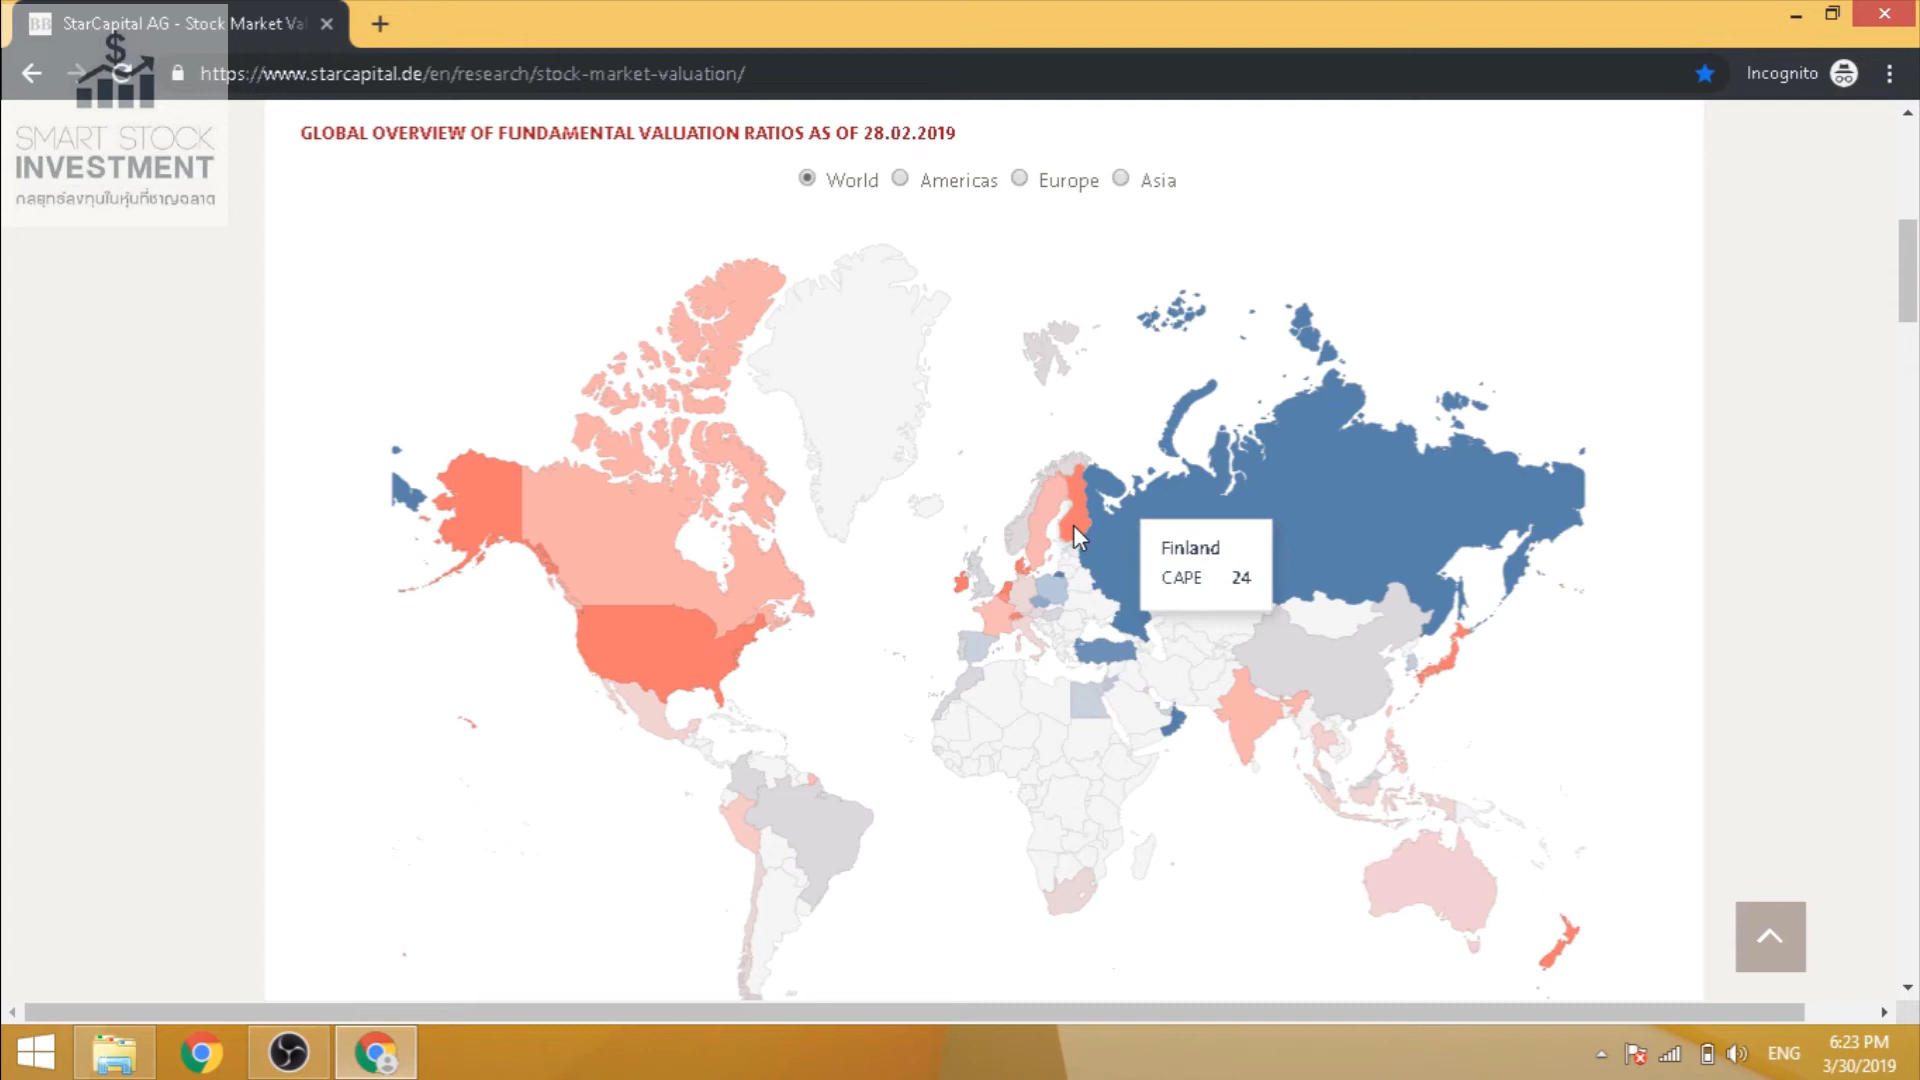 StarCapital AG - Stock Market Va
https://www.starcapital.de/en/research/stock-market-valuation/
Incognito
SMART STOCK
INVESTMENT
กลยุทธ์ลงทุนในหุ้นที่ชาญฉลาด
GLOBAL OVERVIEW OF FUNDAMENTAL VALUATION RATIOS AS OF 28.02.2019
World Americas Europe Asia
Finland
CAPE 24
ENG
6:23 PM
3/30/2019